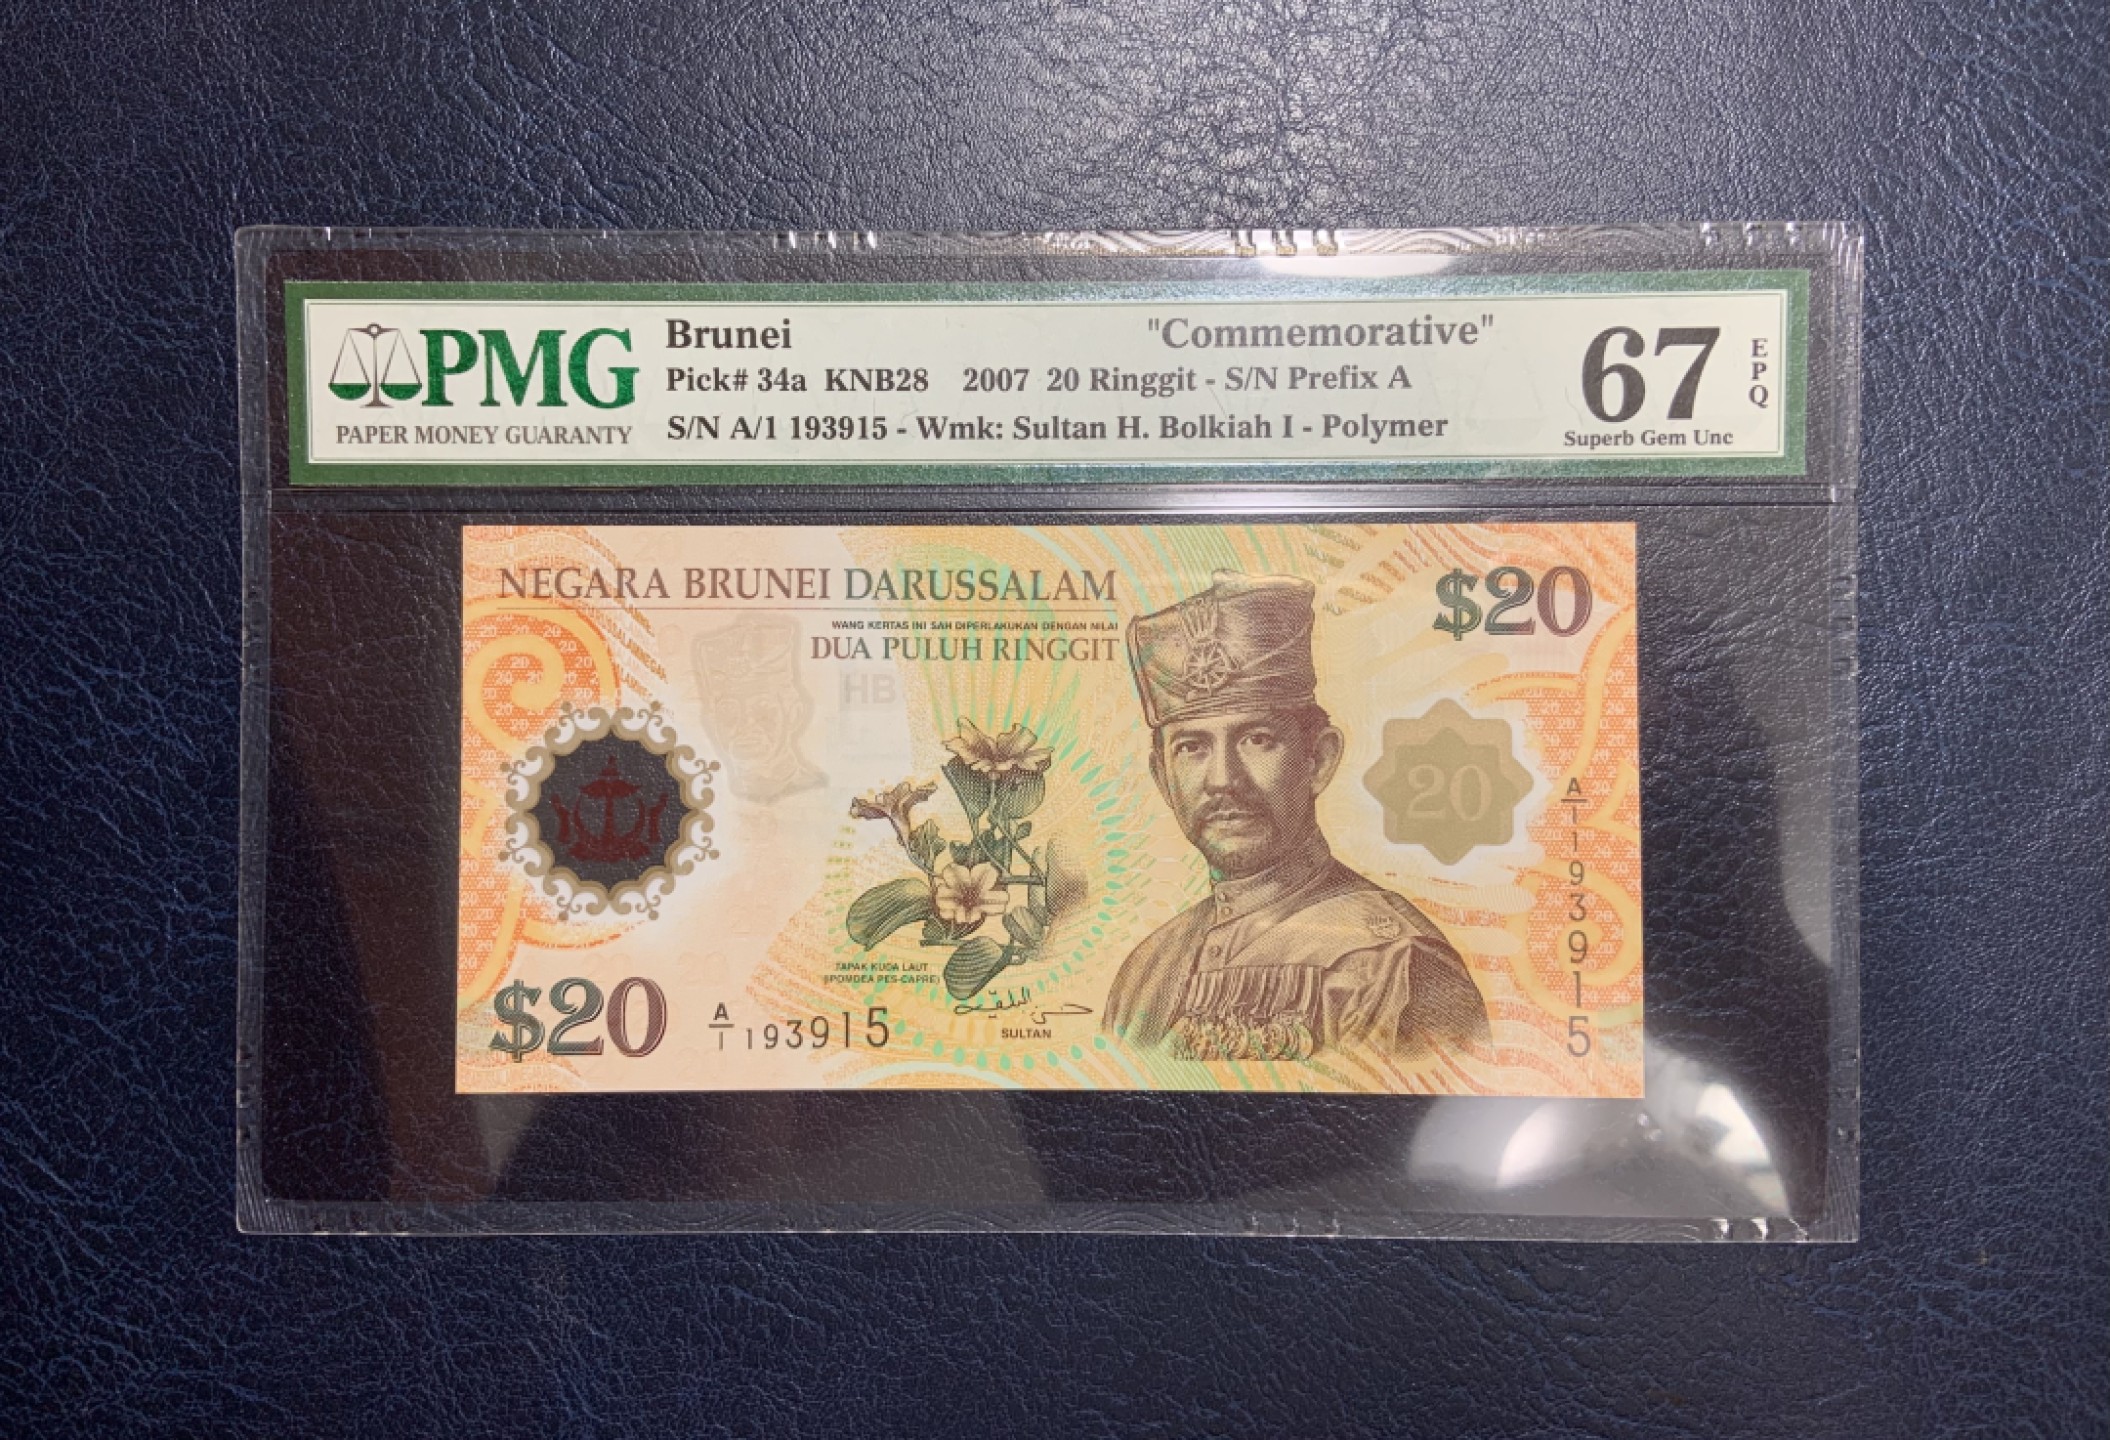 PMG
PAPER MONEY GUARANTY
Brunei "Commemorative"
Pick# 34a KNB28 2007 20 Ringgit - S/N Prefix A
S/N A/1 193915 - Wmk: Sultan H. Bolkiah I - Polymer
67
EPQ
Superb Gem Unc
NEGARA BRUNEI DARUSSALAM
WANG KERTAS INI SAH DIPERLAKUKAN DENGAN NILAI
DUA PULUH RINGGIT
$20
HB
20
A/1 193915
TAPAK KUDA LAUT
(IPOMOEA PES-CAPRE)
SULTAN
$20
A/1 193915